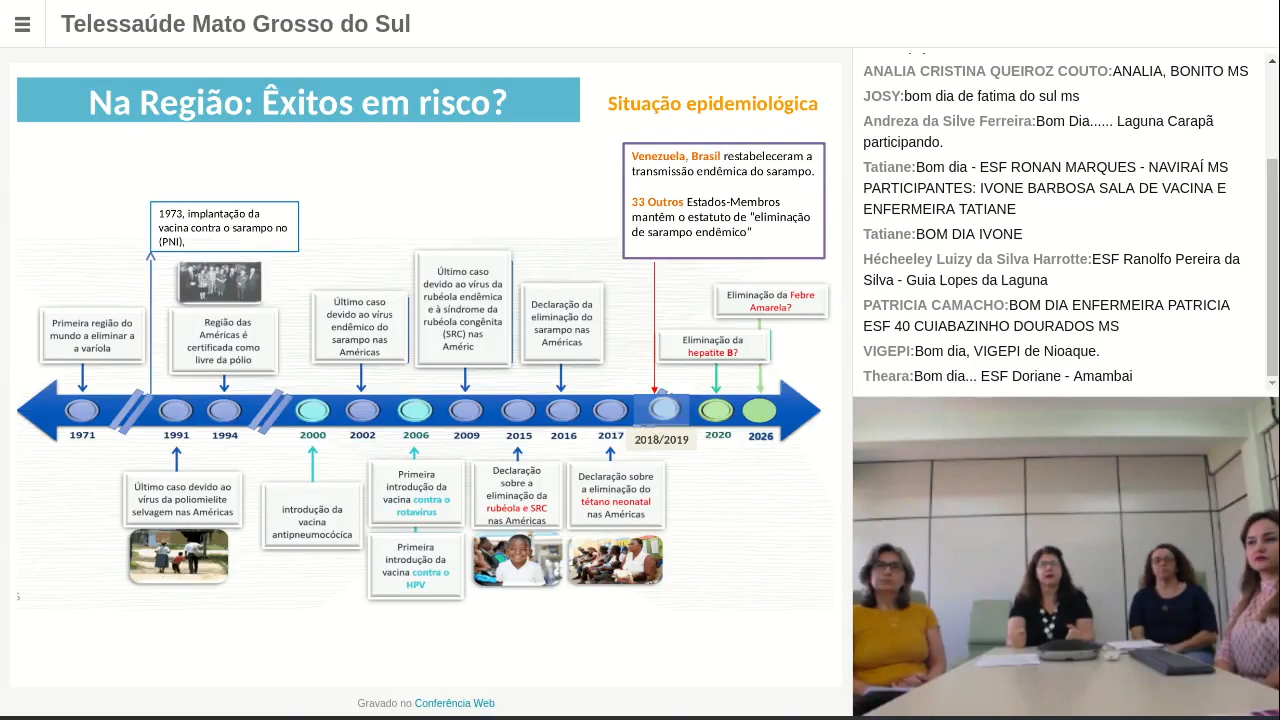 Telessaúde Mato Grosso do Sul
Na Região: Êxitos em risco?
Situação epidemiológica
Venezuela, Brasil restabeleceram a
transmissão endêmica do sarampo.
33 Outros Estados-Membros
mantêm o estatuto de "eliminação
de sarampo endêmico"
1973, implantação da
vacina contra o sarampo no
(PNI),
Primeira região do
mundo a eliminar a
a varíola
Região das
Américas é
certificada como
livre da pólio
Último caso
devido ao vírus
endêmico do
sarampo nas
Américas
Último caso
devido ao vírus da
rubéola endêmica
e à síndrome da
rubéola congênita
(SRC) nas
Améric
Declaração da
eliminação do
sarampo nas
Américas
Eliminação da
hepatite B?
Eliminação da Febre
Amarela?
1971
1991
1994
2000
2002
2006
2009
2015
2016
2017
2018/2019
2020
2026
Último caso devido ao
vírus da poliomielite
selvagem nas Américas
introdução da
vacina
antipneumocócica
Primeira
introdução da
vacina contra o
rotavírus
Primeira
introdução da
vacina contra o
HPV
Declaração
sobre a
eliminação da
rubéola e SRC
nas Américas
Declaração sobre
a eliminação do
tétano neonatal
nas Américas
Gravado no Conferência Web
ANALIA CRISTINA QUEIROZ COUTO:ANALIA, BONITO MS
JOSY:bom dia de fatima do sul ms
Andreza da Silve Ferreira:Bom Dia...... Laguna Carapã
participando.
Tatiane:Bom dia - ESF RONAN MARQUES - NAVIRAÍ MS
PARTICIPANTES: IVONE BARBOSA SALA DE VACINA E
ENFERMEIRA TATIANE
Tatiane:BOM DIA IVONE
Hécheeley Luizy da Silva Harrotte:ESF Ranolfo Pereira da
Silva - Guia Lopes da Laguna
PATRICIA CAMACHO:BOM DIA ENFERMEIRA PATRICIA
ESF 40 CUIABAZINHO DOURADOS MS
VIGEPI:Bom dia, VIGEPI de Nioaque.
Theara:Bom dia... ESF Doriane - Amambai